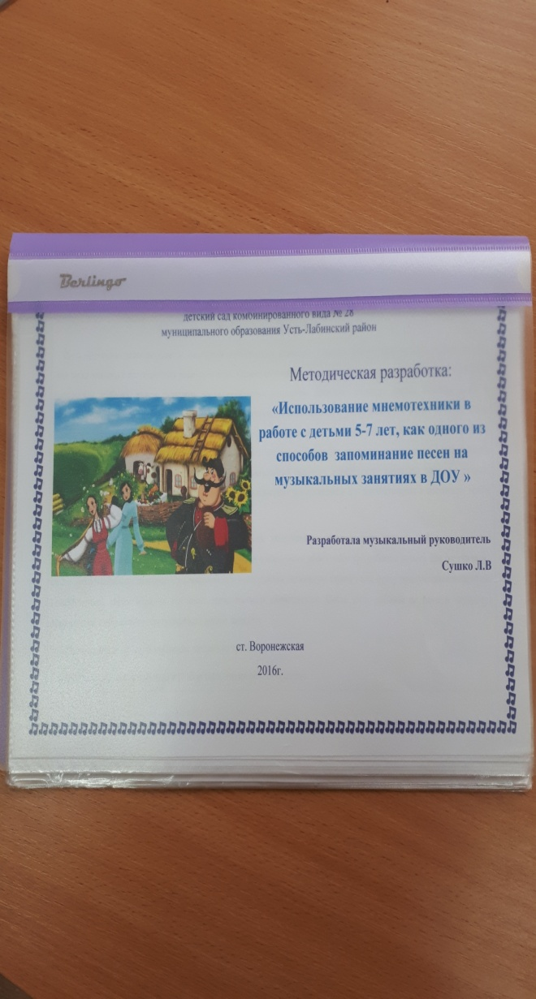 Berlingo
детский сад комбинированного вида № 28
муниципального образования Усть-Лабинский район
Методическая разработка:
«Использование мнемотехники в
работе с детьми 5-7 лет, как одного из
способов запоминание песен на
музыкальных занятиях в ДОУ »
Разработала музыкальный руководитель
Сушко Л.В
ст. Воронежская
2016г.